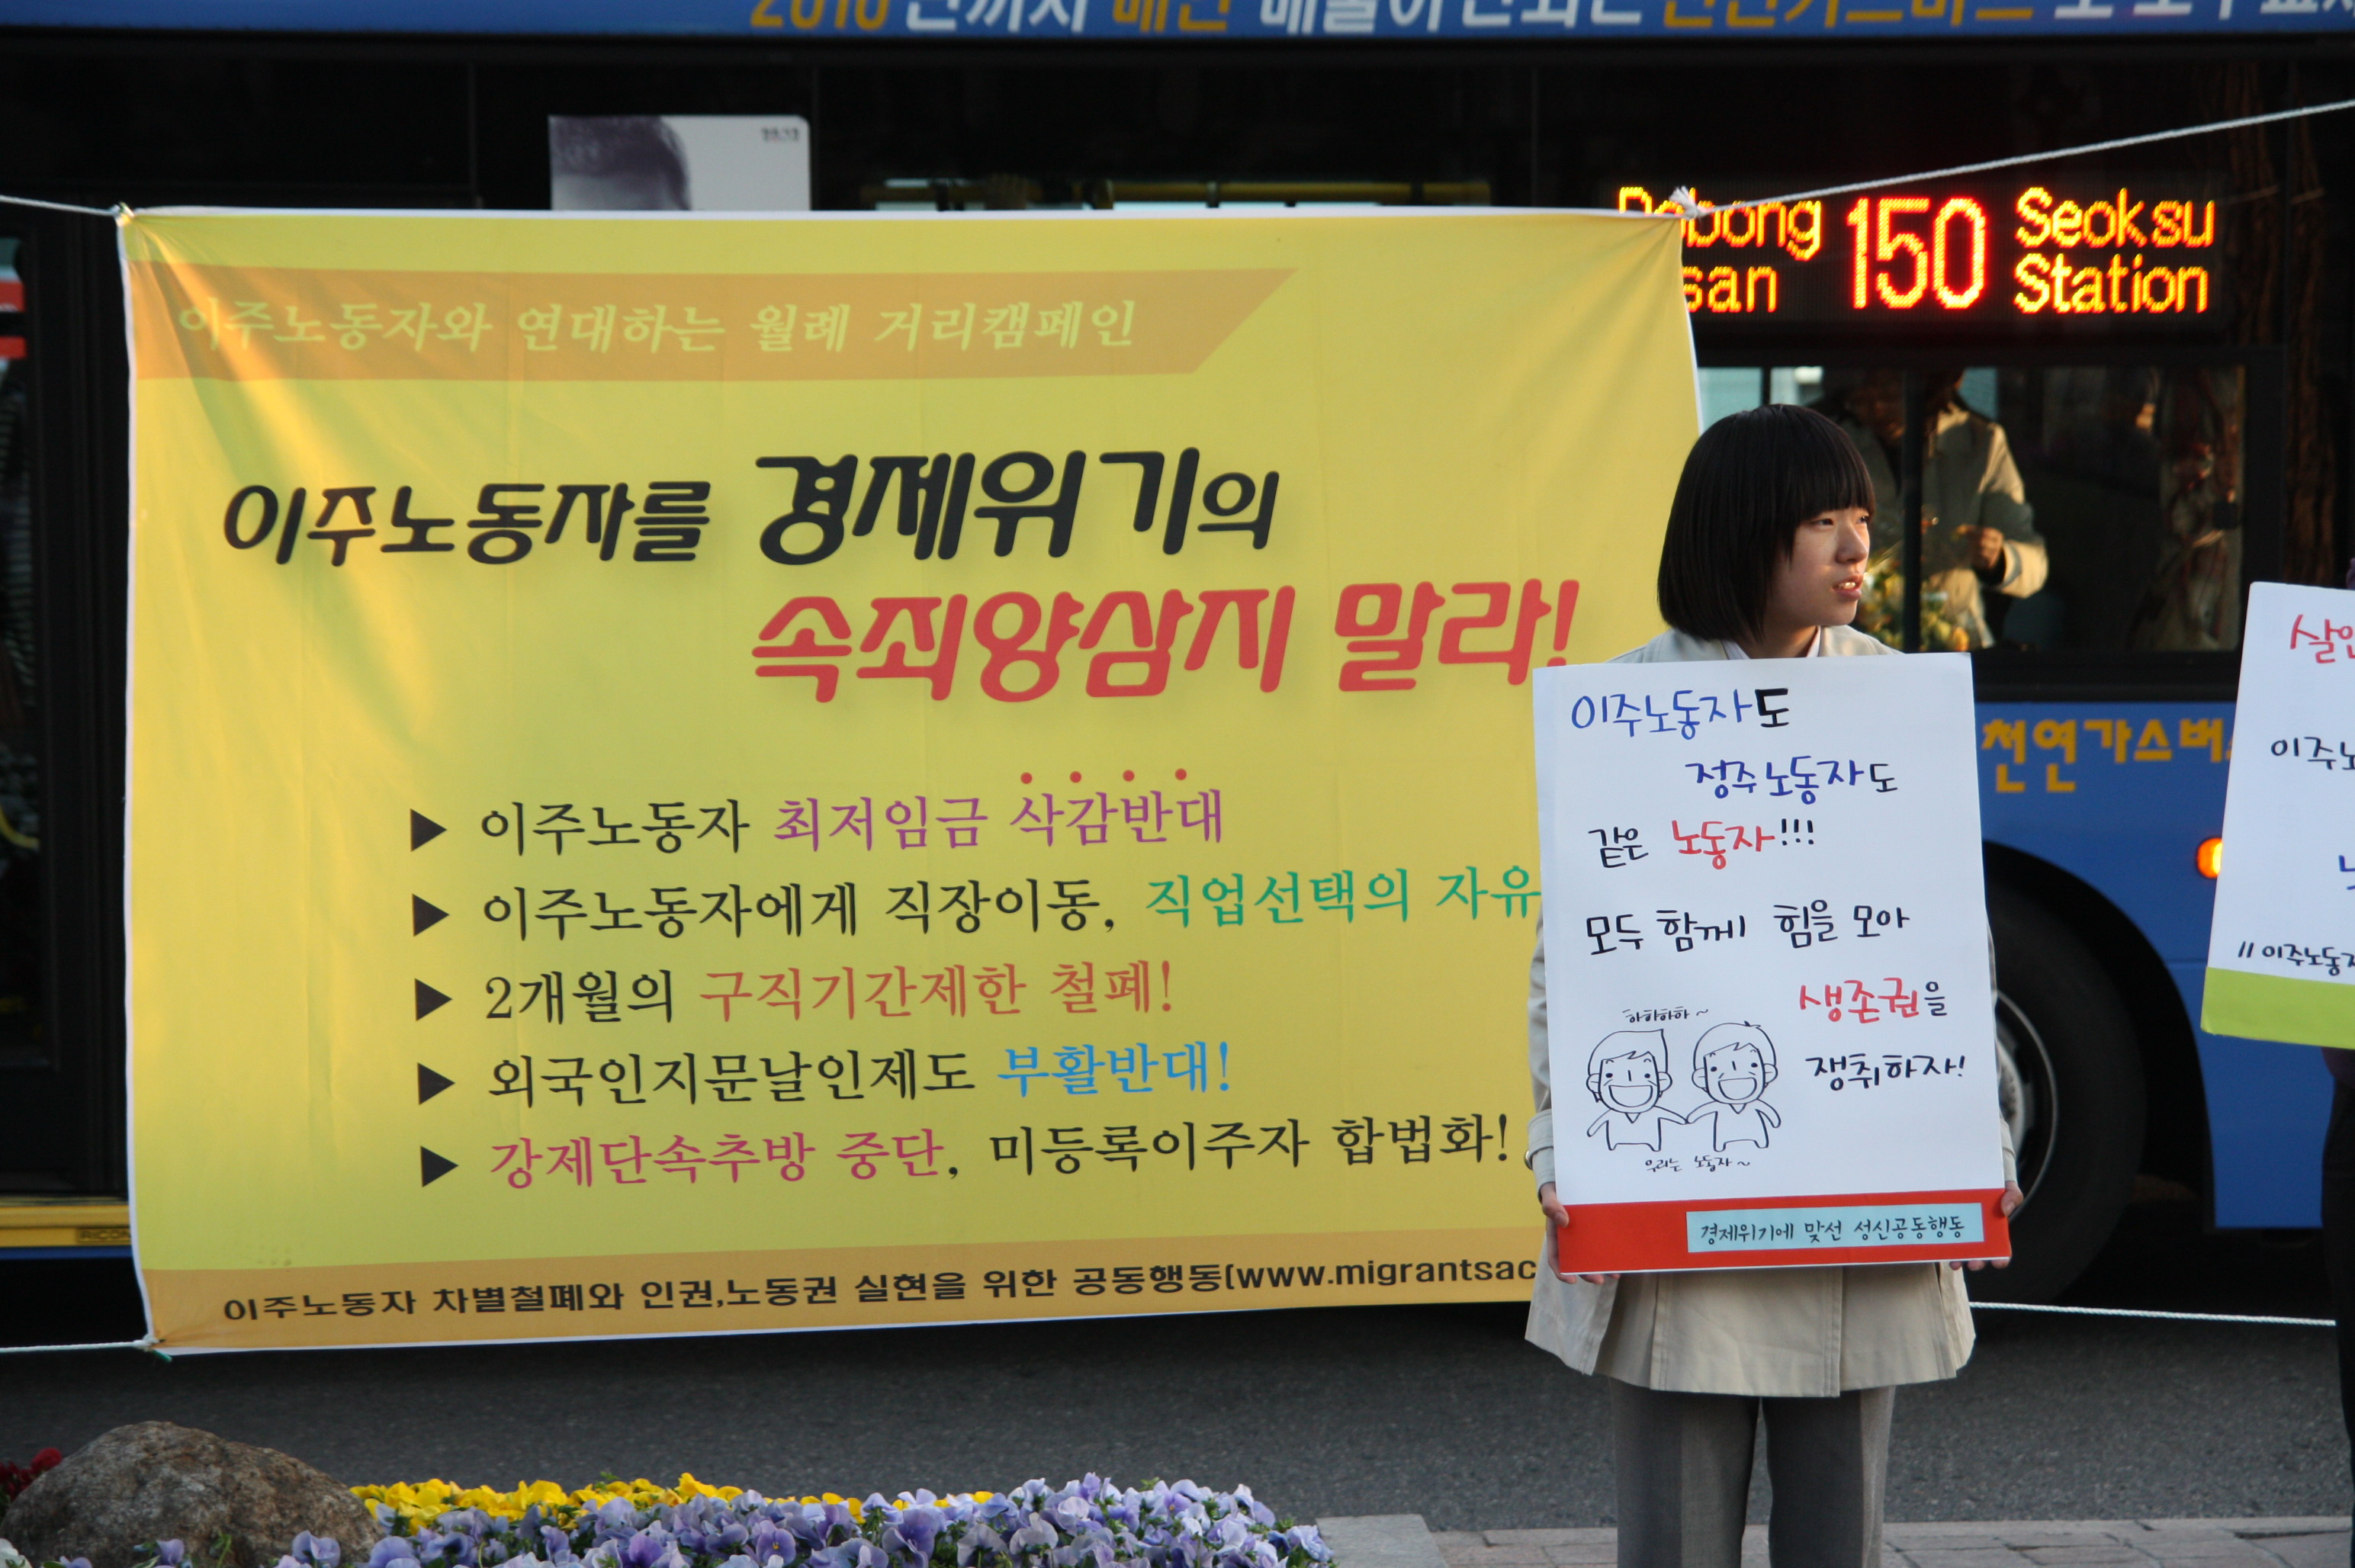 이주노동자와 연대하는 월례 거리캠페인
이주노동자를 경제위기의
속죄양삼지 말라!
▶ 이주노동자 최저임금 삭감반대
▶ 이주노동자에게 직장이동, 직업선택의 자유
▶ 2개월의 구직기간제한 철폐!
▶ 외국인지문날인제도 부활반대!
▶ 강제단속추방 중단, 미등록이주자 합법화!
이주노동자 차별철폐와 인권,노동권 실현을 위한 공동행동(www.migrantsac
150
Seoksu
Station
이주노동자도
정주노동자도
같은 노동자!!!
모두 함께 힘을 모아
생존권을
쟁취하자!
하하하하~
우리는 노동자~
경제위기에 맞선 성신공동행동
천연가스버